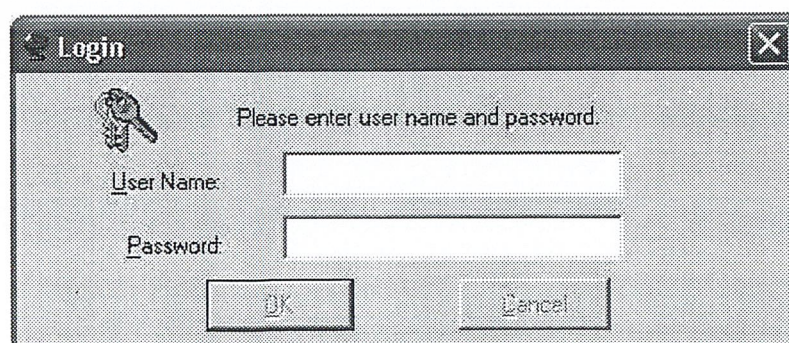 Login
Please enter user name and password.
User Name:
Password:
OK
Cancel